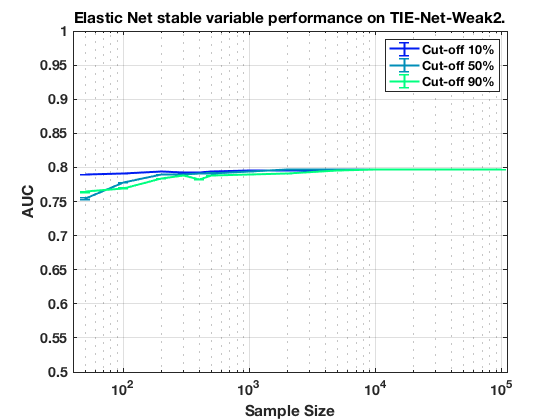 Elastic Net stable variable performance on TIE-Net-Weak2.
1
0.95
0.9
0.85
0.8
0.75
0.7
0.65
0.6
0.55
0.5
AUC
Cut-off 10%
Cut-off 50%
Cut-off 90%
10^2
10^3
10^4
10^5
Sample Size